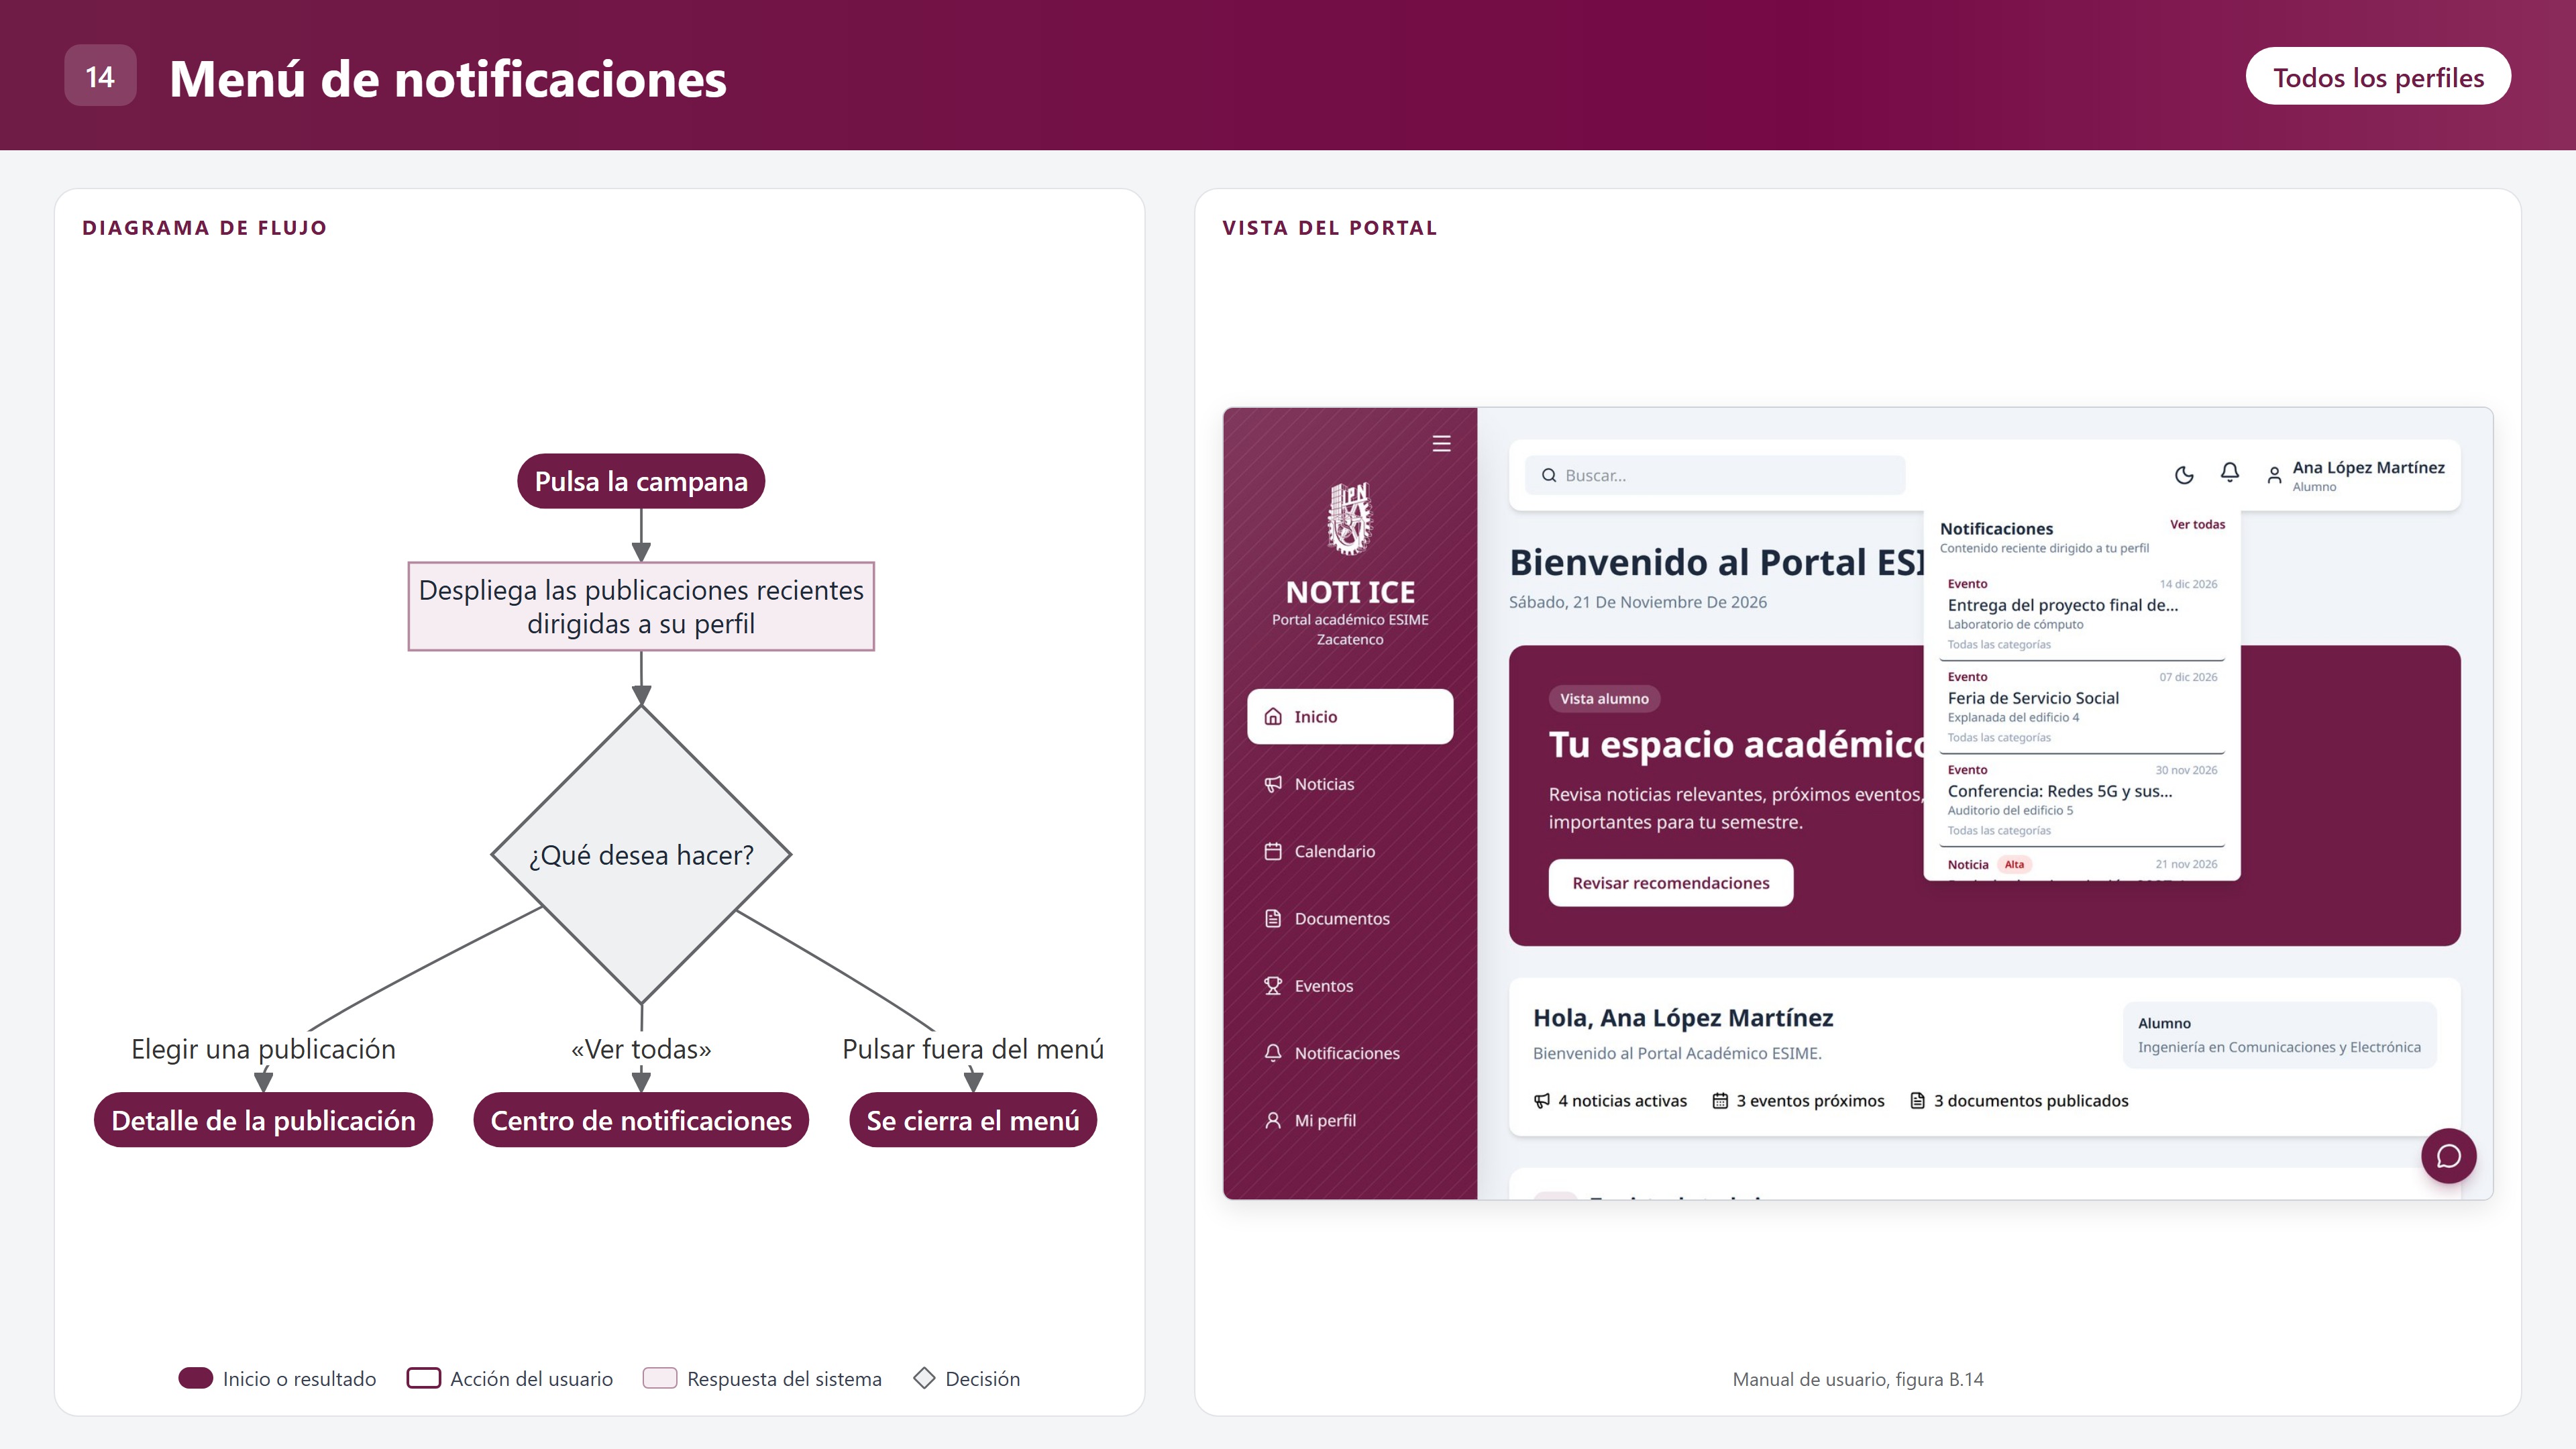 14
Menú de notificaciones
Todos los perfiles
DIAGRAMA DE FLUJO
Pulsa la campana
Despliega las publicaciones recientes
dirigidas a su perfil
¿Qué desea hacer?
Elegir una publicación
«Ver todas»
Pulsar fuera del menú
Detalle de la publicación
Centro de notificaciones
Se cierra el menú
Inicio o resultado
Acción del usuario
Respuesta del sistema
Decisión
VISTA DEL PORTAL
IPN
NOTI ICE
Portal académico ESIME
Zacatenco
Inicio
Noticias
Calendario
Documentos
Eventos
Notificaciones
Mi perfil
Buscar...
Ana López Martínez
Alumno
Bienvenido al Portal ESI
Sábado, 21 De Noviembre De 2026
Notificaciones
Ver todas
Contenido reciente dirigido a tu perfil
Evento
14 dic 2026
Entrega del proyecto final de...
Laboratorio de cómputo
Todas las categorías
Evento
07 dic 2026
Feria de Servicio Social
Explanada del edificio 4
Todas las categorías
Evento
30 nov 2026
Conferencia: Redes 5G y sus...
Auditorio del edificio 5
Todas las categorías
Noticia
Alta
21 nov 2026
Vista alumno
Tu espacio académico
Revisa noticias relevantes, próximos eventos,
importantes para tu semestre.
Revisar recomendaciones
Hola, Ana López Martínez
Bienvenido al Portal Académico ESIME.
Alumno
Ingeniería en Comunicaciones y Electrónica
4 noticias activas
3 eventos próximos
3 documentos publicados
Manual de usuario, figura B.14